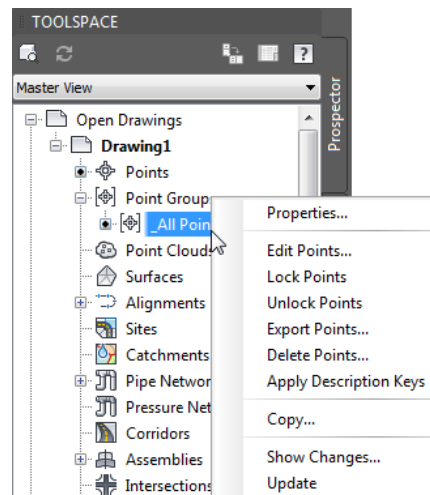 TOOLSPACE
?
Master View
Prospector
Open Drawings
Drawing1
Points
Point Group
_All Poin
Point Clouds
Surfaces
Alignments
Sites
Catchments
Pipe Networ
Pressure Net
Corridors
Assemblies
Intersections
Properties...
Edit Points...
Lock Points
Unlock Points
Export Points...
Delete Points...
Apply Description Keys
Copy...
Show Changes...
Update